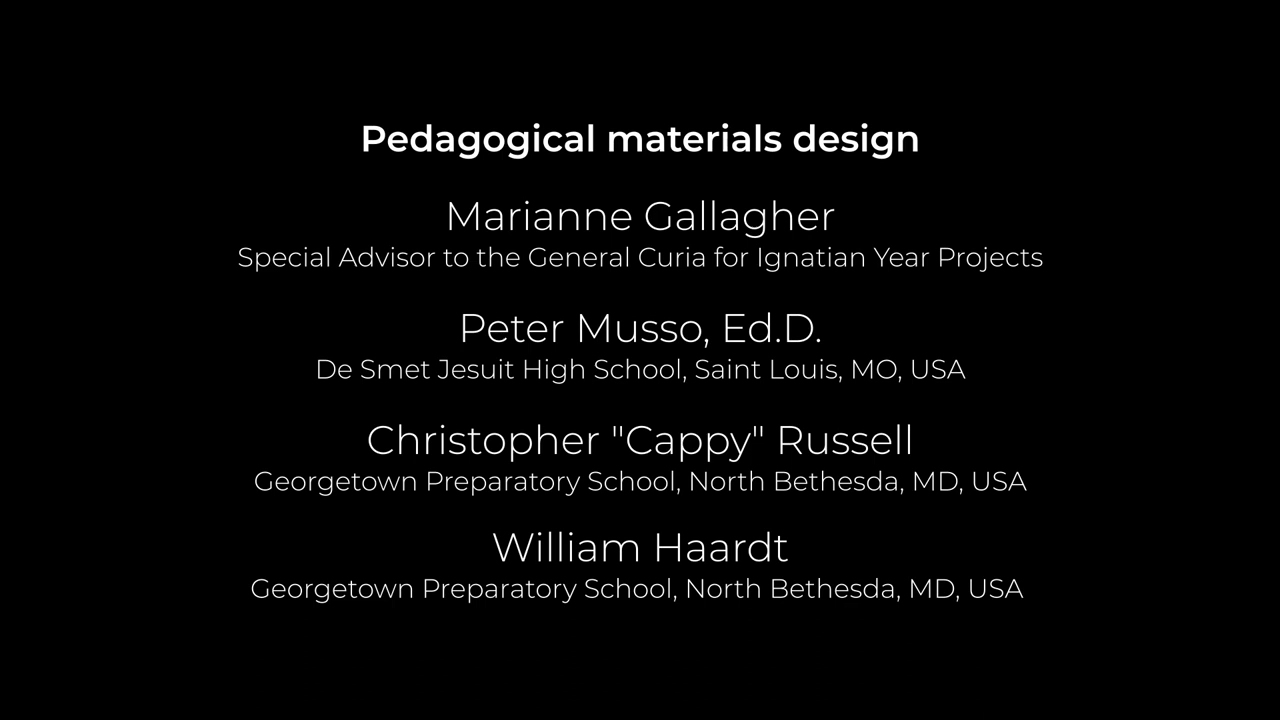 Pedagogical materials design
Marianne Gallagher
Special Advisor to the General Curia for Ignatian Year Projects
Peter Musso, Ed.D.
De Smet Jesuit High School, Saint Louis, MO, USA
Christopher "Cappy" Russell
Georgetown Preparatory School, North Bethesda, MD, USA
William Haardt
Georgetown Preparatory School, North Bethesda, MD, USA